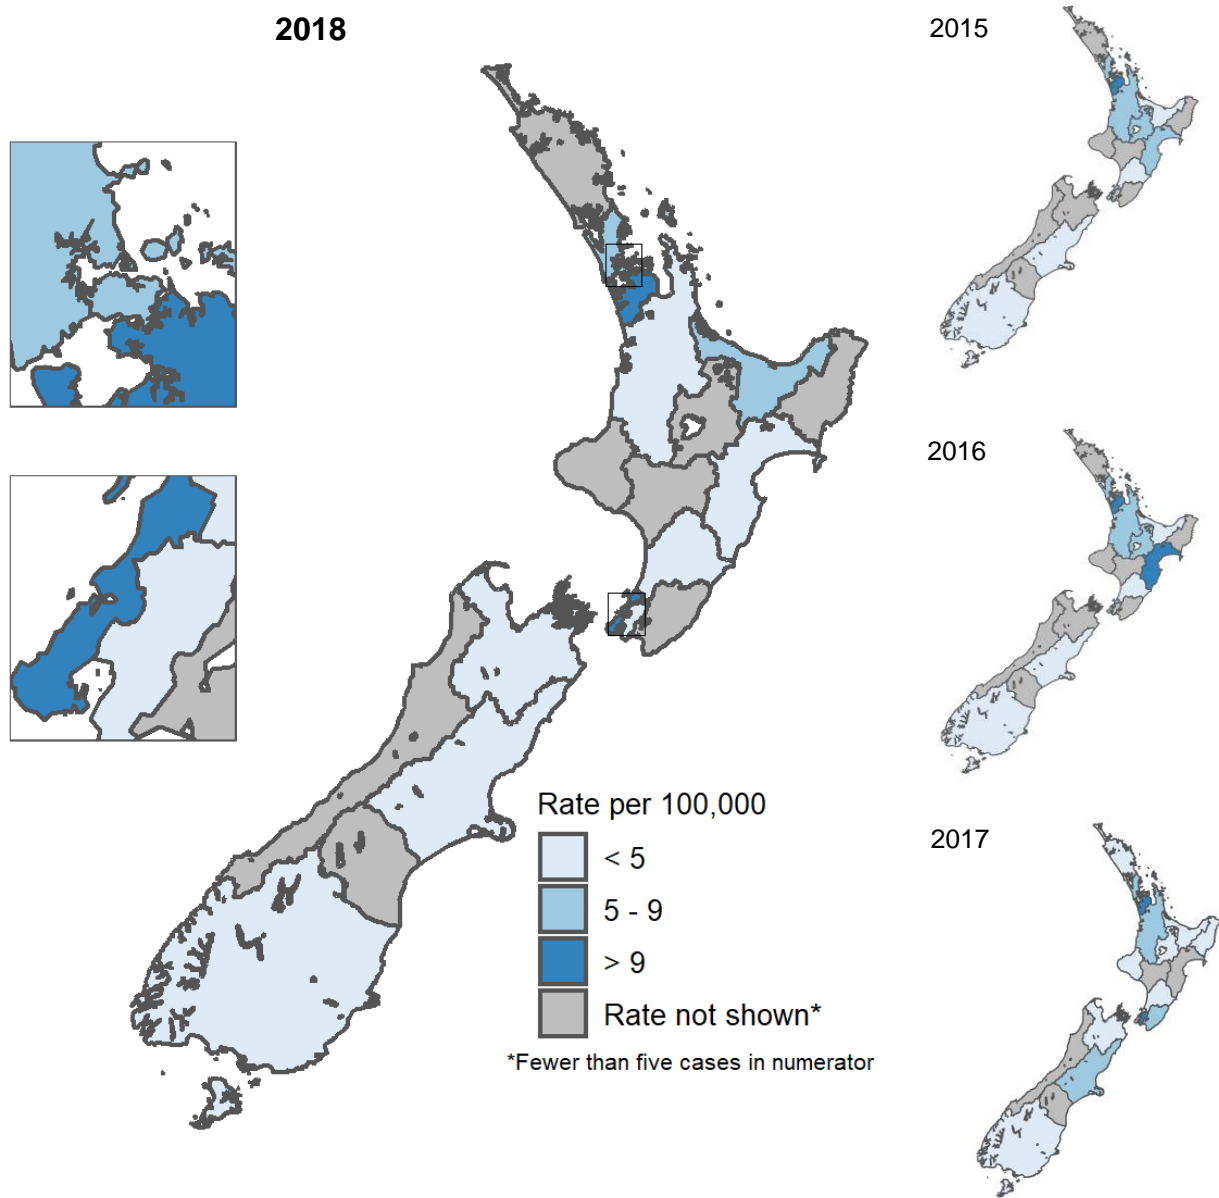 2018
2015
2016
2017
Rate per 100,000
< 5
5 - 9
> 9
Rate not shown*
*Fewer than five cases in numerator